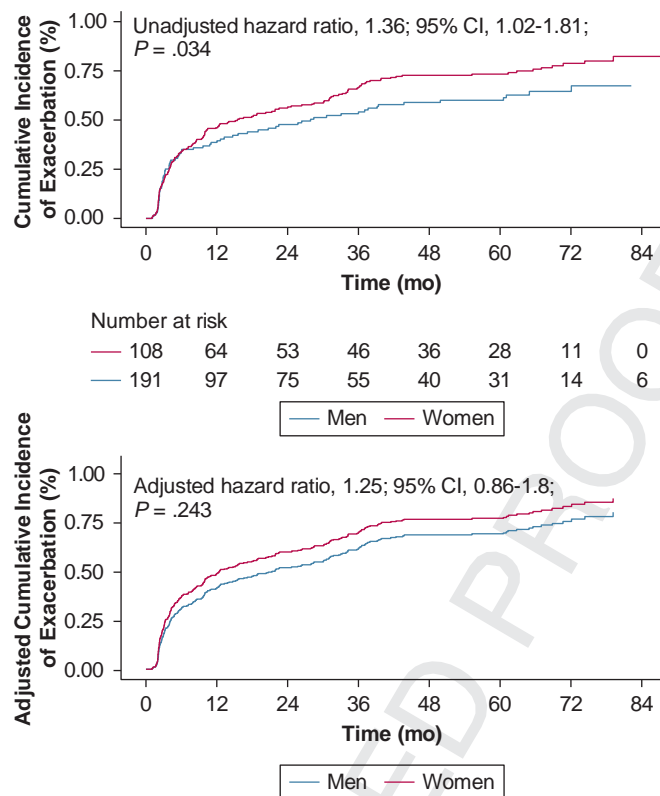 Unadjusted hazard ratio, 1.36; 95% CI, 1.02-1.81;
P = .034
Cumulative Incidence
of Exacerbation (%)
1.00
0.75
0.50
0.25
0.00
0 12 24 36 48 60 72 84
Time (mo)
Number at risk
108 64 53 46 36 28 11 0
191 97 75 55 40 31 14 6
Men Women
Adjusted hazard ratio, 1.25; 95% CI, 0.86-1.8;
P = .243
Adjusted Cumulative Incidence
of Exacerbation (%)
1.00
0.75
0.50
0.25
0.00
0 12 24 36 48 60 72 84
Time (mo)
Men Women
ED PROO